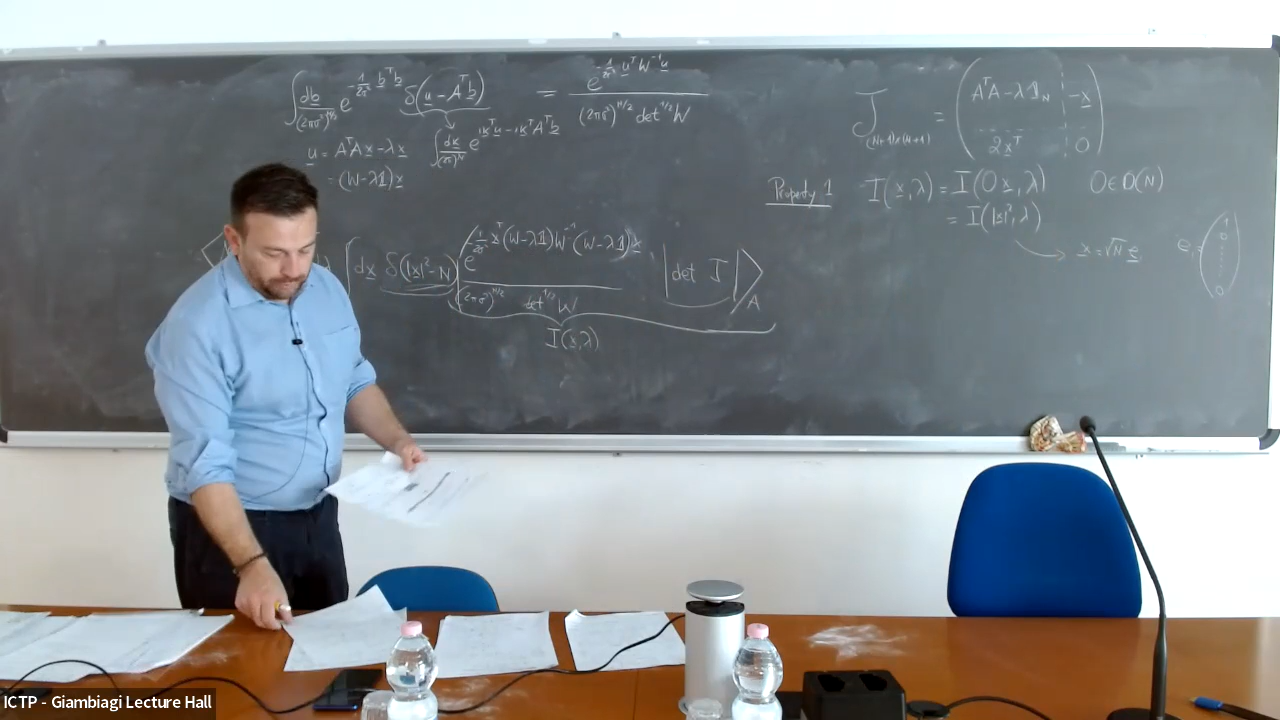 ∫ db/(2πσ²)^{M/2} e^{-1/2σ² b^T b} δ(u - A^T b) = e^{-1/2σ² u^T W^{-1} u} / (2πσ²)^{N/2} det^{1/2} W
∫ dk/(2π)^N e^{ik^T u - ik^T A^T b}
u = A^T A x - λx
= (W - λ1)x
∫ dx δ(|x|² - N) e^{-1/2σ² x^T (W-λ1) W^{-1} (W-λ1) x} / (2πσ²)^{N/2} det^{1/2} W |det J| ⟩_A
I(x,λ)
J_{(N+1)×(N+1)} = ( A^T A - λ1_N -x
2x^T 0 )
Property 1 I(x,λ) = I(Ox,λ) O∈O(N)
= I(|x|²,λ)
→ x = √N e
e = (1 0 0)
ICTP - Giambiagi Lecture Hall